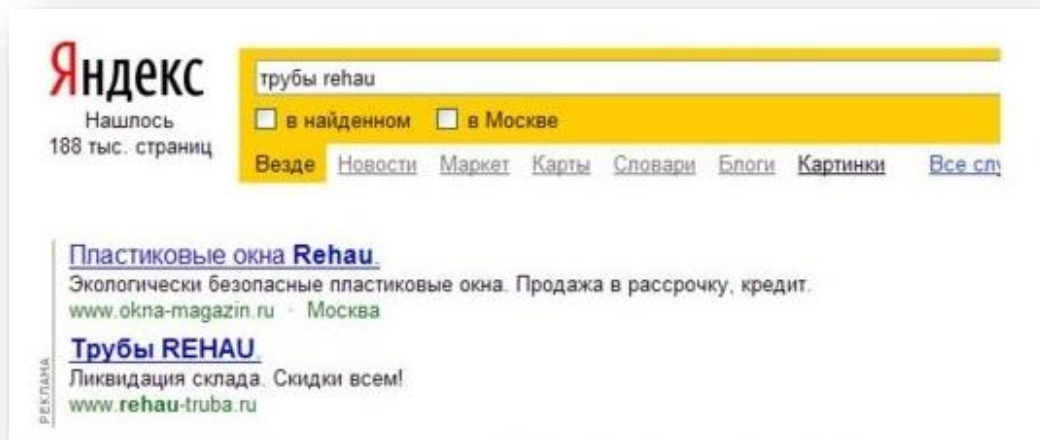 Яндекс
Нашлось
188 тыс. страниц
трубы rehau
в найденном в Москве
Везде Новости Маркет Карты Словари Блоги Картинки Все слу
Пластиковые окна Rehau.
Экологически безопасные пластиковые окна. Продажа в рассрочку, кредит.
www.okna-magazin.ru · Москва
Трубы REHAU.
Ликвидация склада. Скидки всем!
www.rehau-truba.ru
РЕКЛАМА